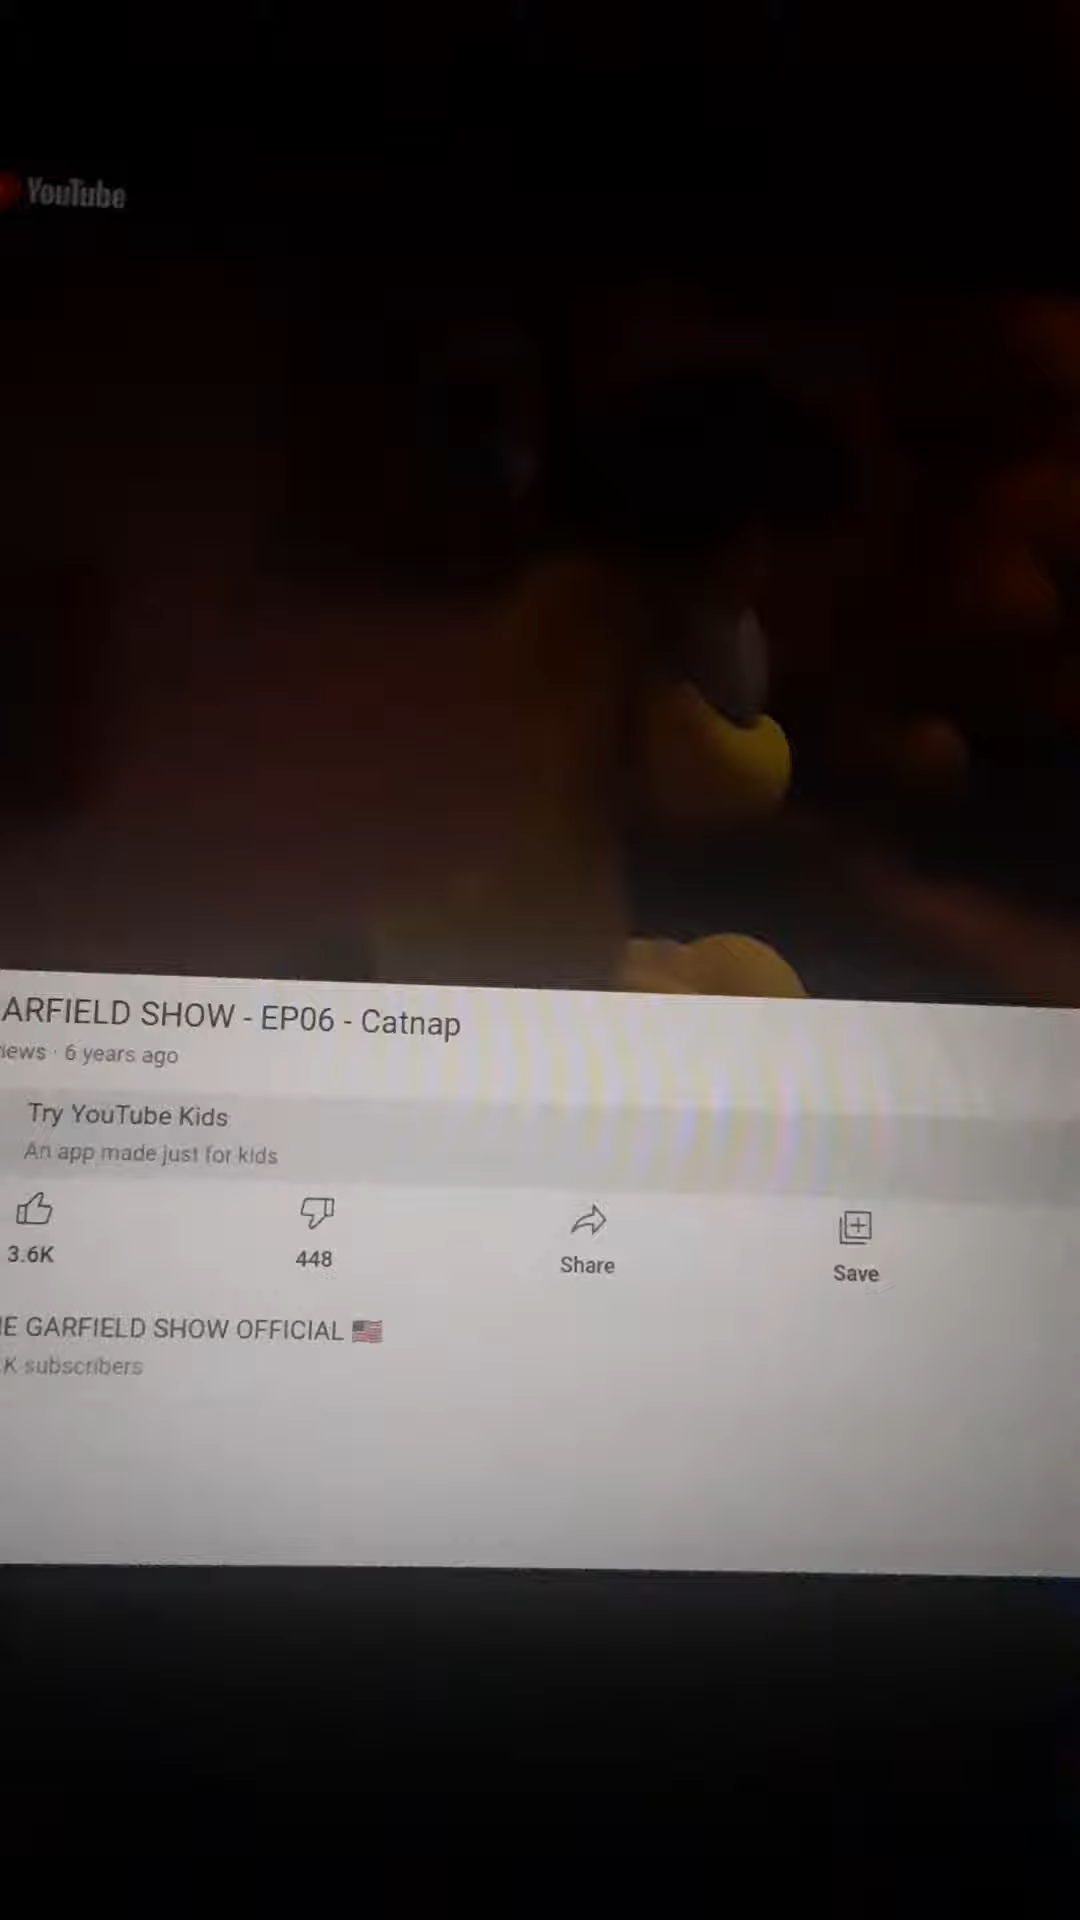 YouTube
ARFIELD SHOW - EP06 - Catnap
iews · 6 years ago
Try YouTube Kids
An app made just for kids
3.6K
448
Share
Save
E GARFIELD SHOW OFFICIAL 🇺🇸
K subscribers